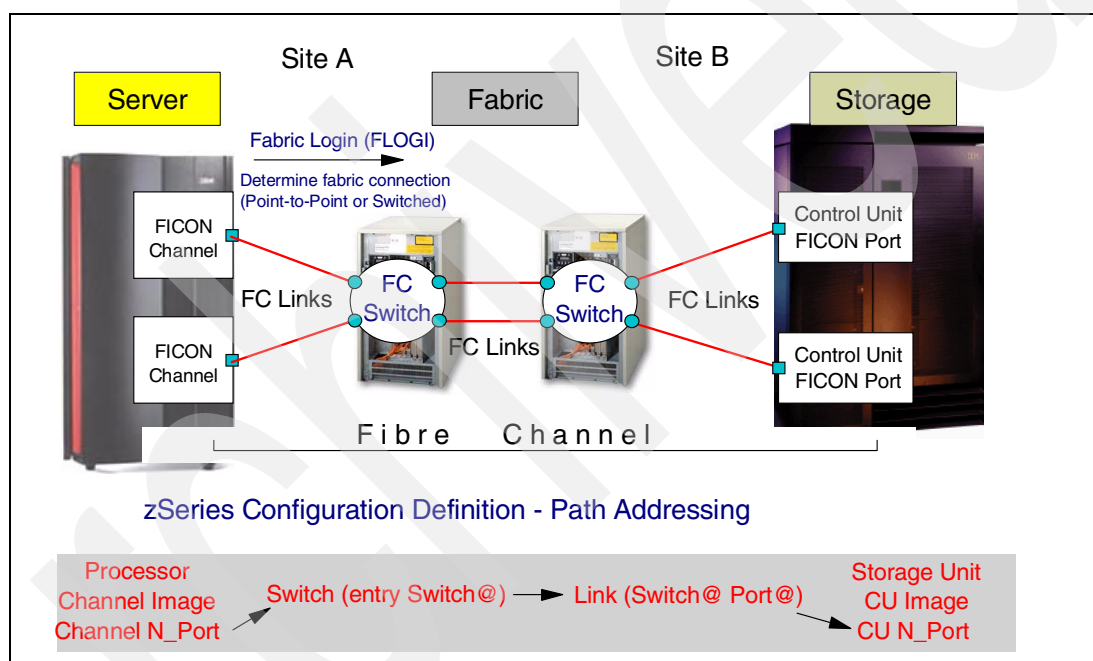 Site A
Site B
Server
Fabric
Storage
Fabric Login (FLOGI)
Determine fabric connection
(Point-to-Point or Switched)
FICON
Channel
FICON
Channel
FC Links
FC
Switch
FC Links
FC
Switch
FC Links
Control Unit
FICON Port
Control Unit
FICON Port
Fibre Channel
zSeries Configuration Definition - Path Addressing
Processor
Channel Image
Channel N_Port
Switch (entry Switch@)
Link (Switch@ Port@)
Storage Unit
CU Image
CU N_Port